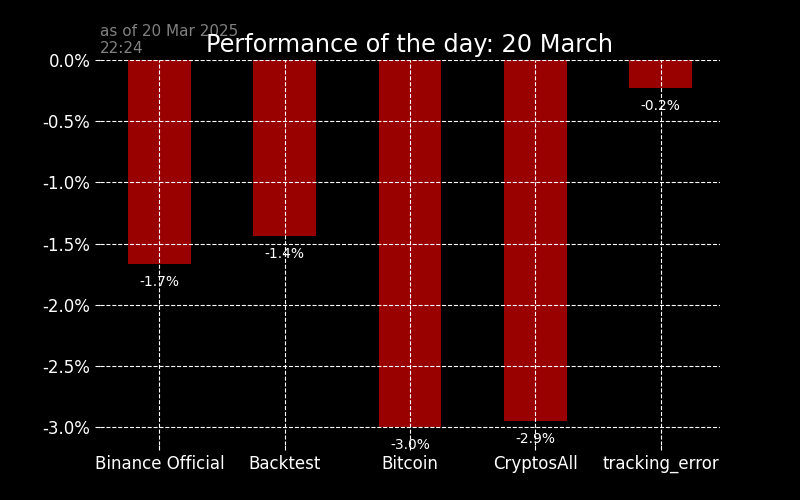 as of 20 Mar 2025
22:24
Performance of the day: 20 March
0.0%
-0.5%
-1.0%
-1.5%
-2.0%
-2.5%
-3.0%
-1.7%
-1.4%
-3.0%
-2.9%
-0.2%
Binance Official
Backtest
Bitcoin
CryptosAll
tracking_error